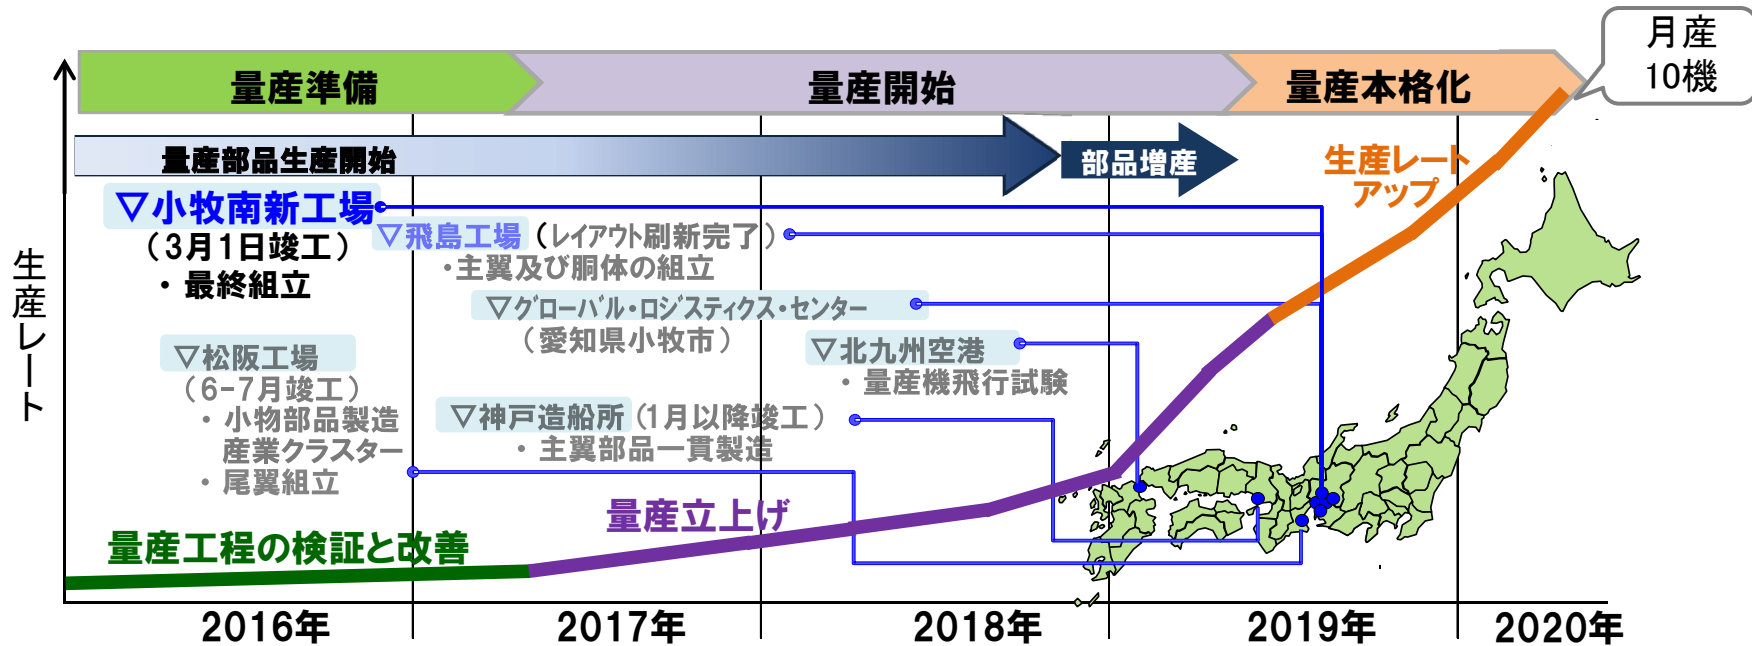 月産
10機
量産準備
量産開始
量産本格化
量産部品生産開始
部品増産
生産レート
アップ
▽小牧南新工場
（3月1日竣工）
・最終組立
▽飛島工場（レイアウト刷新完了）
・主翼及び胴体の組立
▽グローバル・ロジスティクス・センター
（愛知県小牧市）
▽松阪工場
（6-7月竣工）
・小物部品製造
産業クラスター
・尾翼組立
▽北九州空港
・量産機飛行試験
▽神戸造船所（1月以降竣工）
・主翼部品一貫製造
量産立上げ
量産工程の検証と改善
生産レート
2016年
2017年
2018年
2019年
2020年